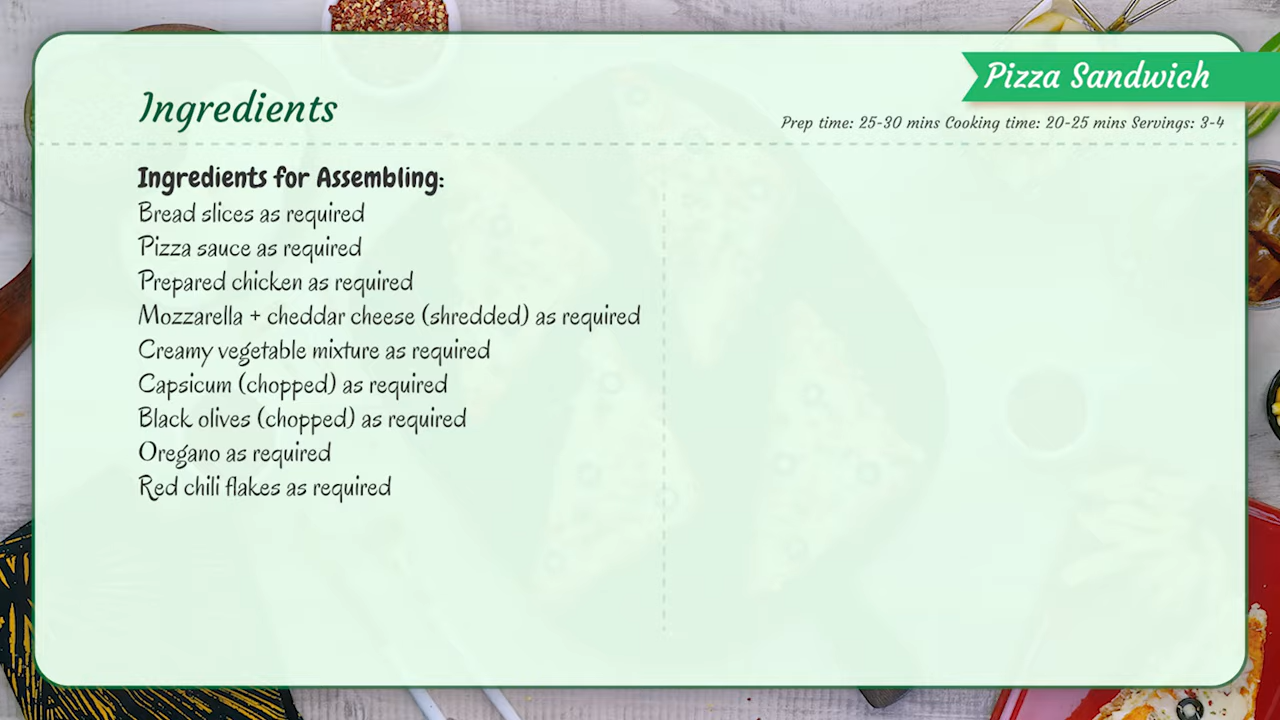 Pizza Sandwich
Ingredients
Prep time: 25-30 mins Cooking time: 20-25 mins Servings: 3-4
Ingredients for Assembling:
Bread slices as required
Pizza sauce as required
Prepared chicken as required
Mozzarella + cheddar cheese (shredded) as required
Creamy vegetable mixture as required
Capsicum (chopped) as required
Black olives (chopped) as required
Oregano as required
Red chili flakes as required